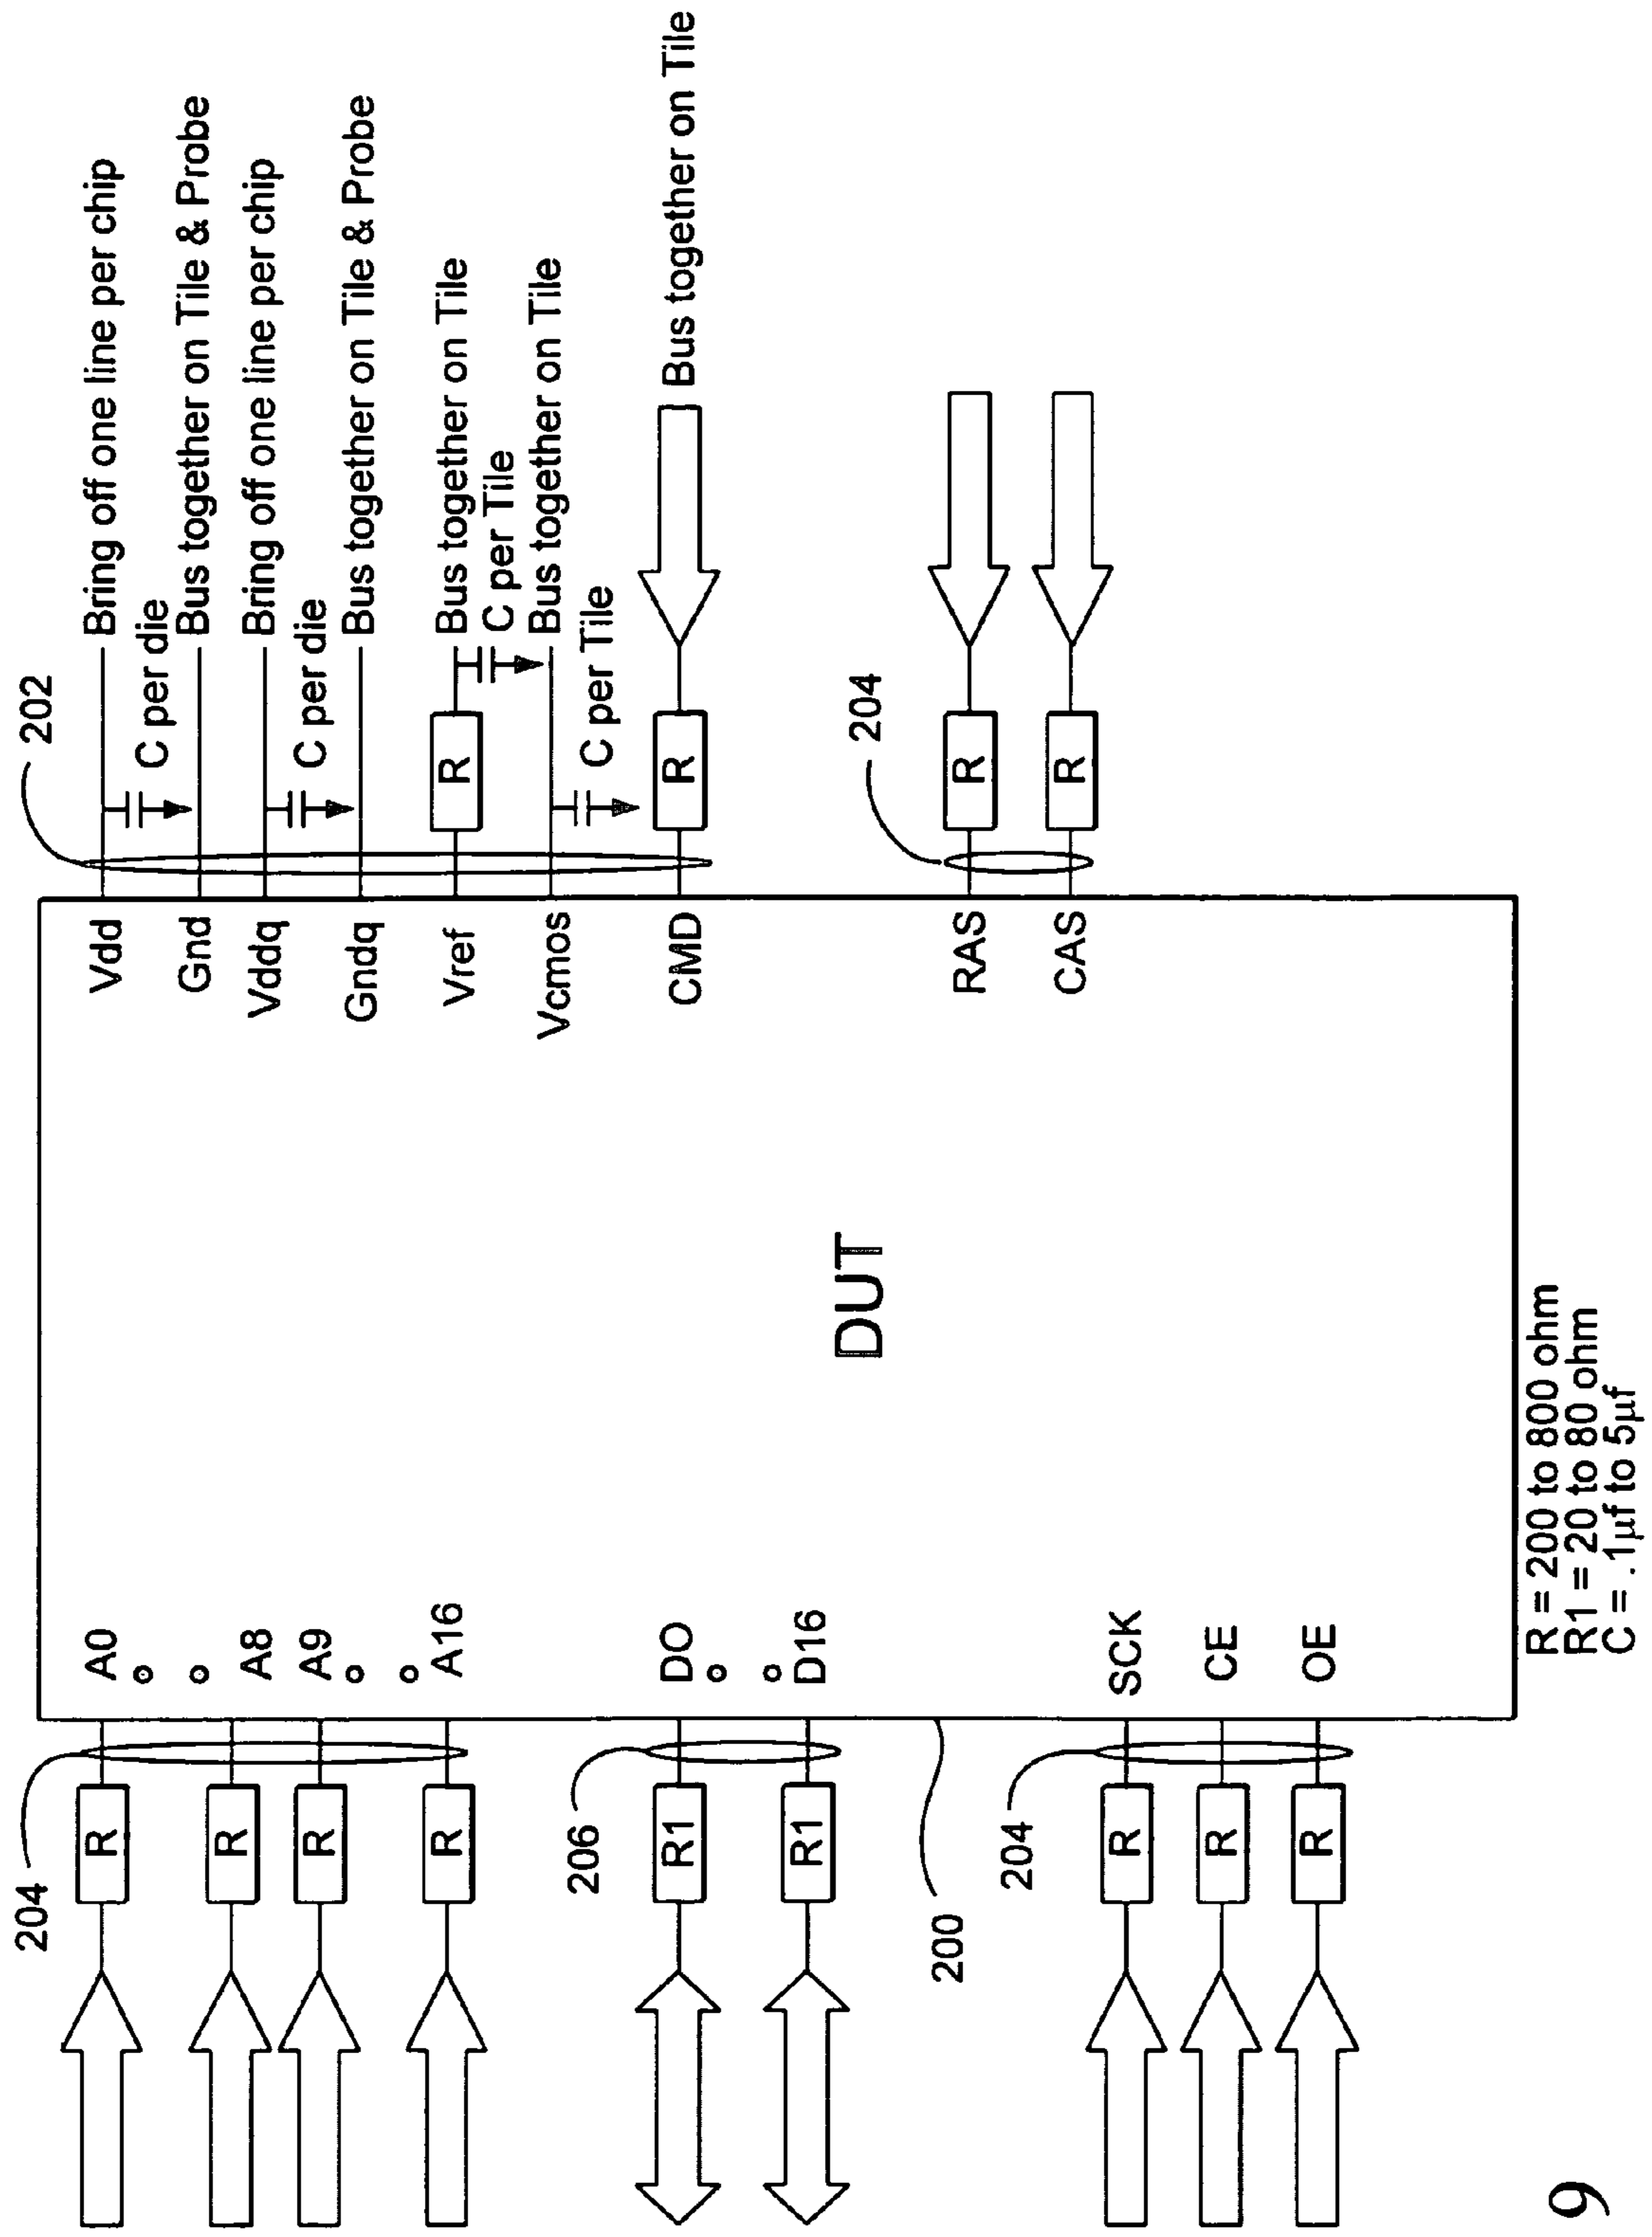 204
202
R
A0
Vdd
Bring off one line per chip
C per die
Gnd
Bus together on Tile & Probe
R
A8
Vddq
Bring off one line per chip
C per die
R
A9
Gndq
Bus together on Tile & Probe
R
A16
Vref
R
Bus together on Tile
C per Tile
Vcmos
Bus together on Tile
C per Tile
206
R1
DO
CMD
R
Bus together on Tile
R1
D16
DUT
204
200
RAS
R
204
CAS
R
R
SCK
R
CE
R
OE
R = 200 to 800 ohm
R1 = 20 to 80 ohm
C = .1µf to 5µf
9